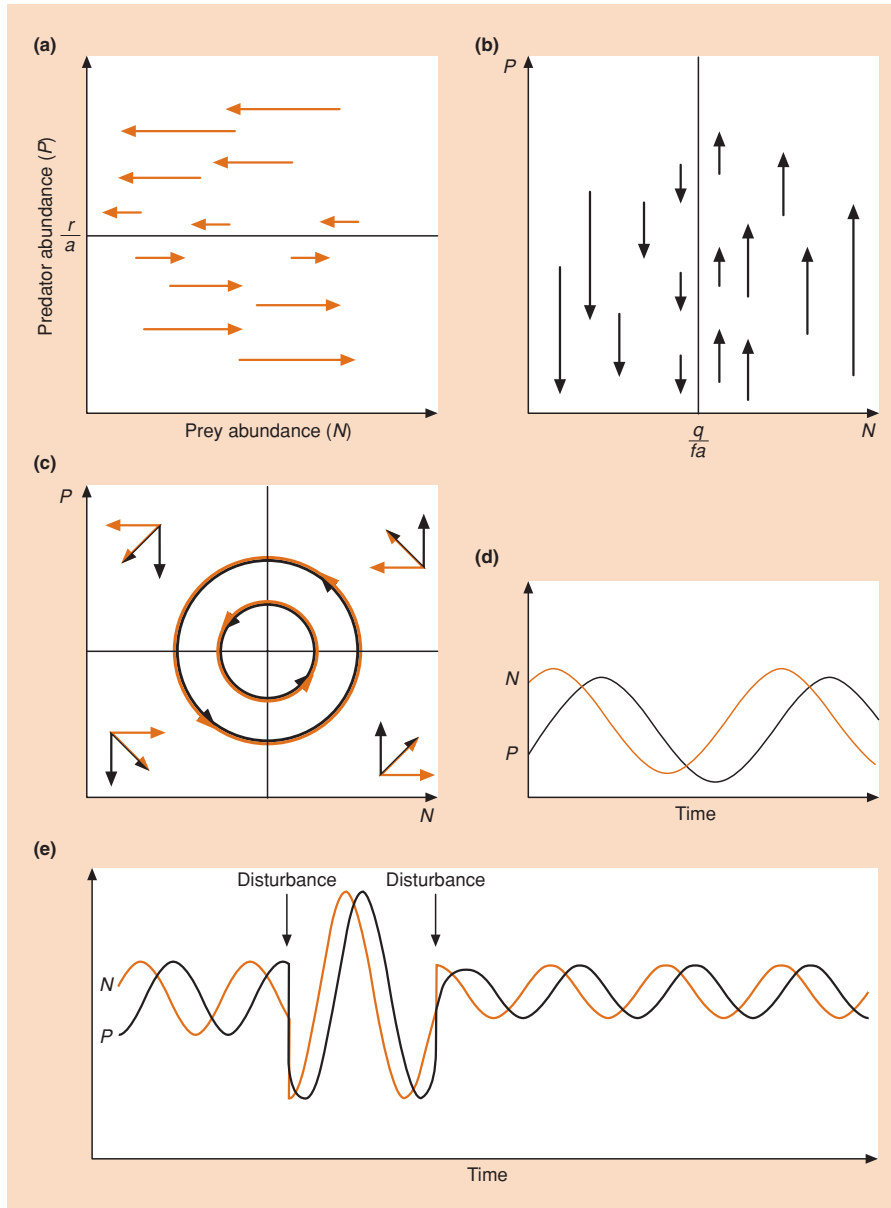 (a)
Predator abundance (P)
r
a
Prey abundance (N)
(b)
P
q
fa
N
(c)
P
N
(d)
N
P
Time
(e)
Disturbance
Disturbance
N
P
Time